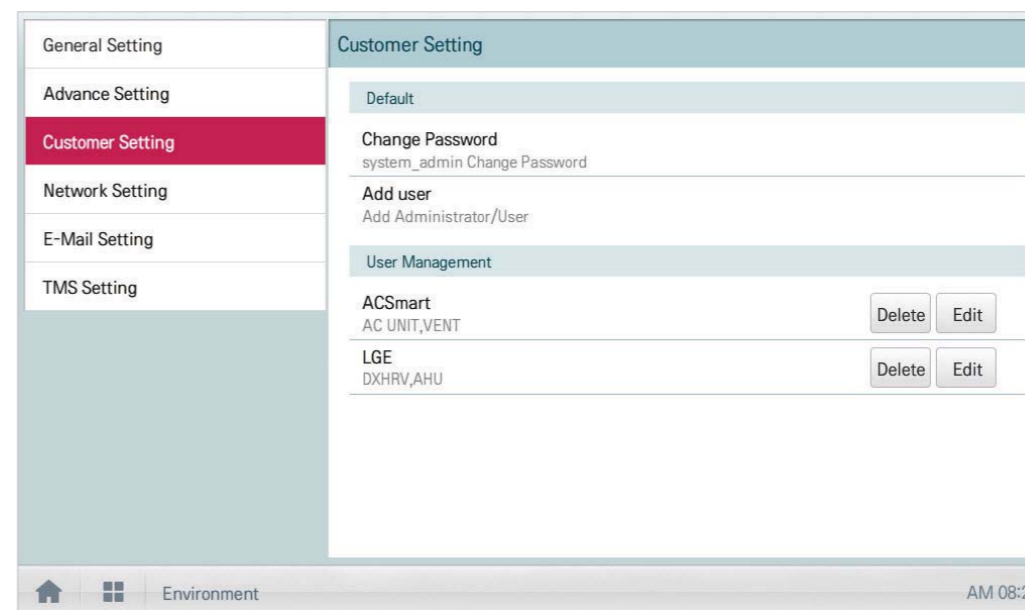 General Setting
Advance Setting
Customer Setting
Network Setting
E-Mail Setting
TMS Setting
Customer Setting
Default
Change Password
system_admin Change Password
Add user
Add Administrator/User
User Management
ACSmart
AC UNIT,VENT
Delete Edit
LGE
DXHRV,AHU
Delete Edit
Environment
AM 08: